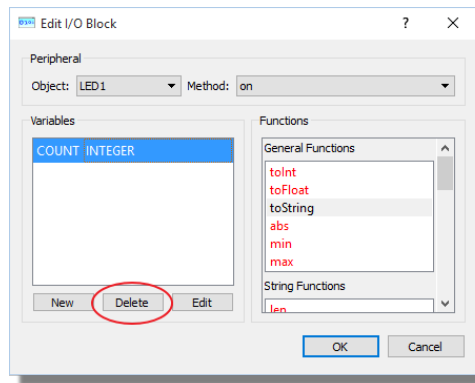 Edit I/O Block ?
Peripheral
Object: LED1 Method: on
Variables
COUNT INTEGER
New Delete Edit
Functions
General Functions
toInt
toFloat
toString
abs
min
max
String Functions
len
OK Cancel